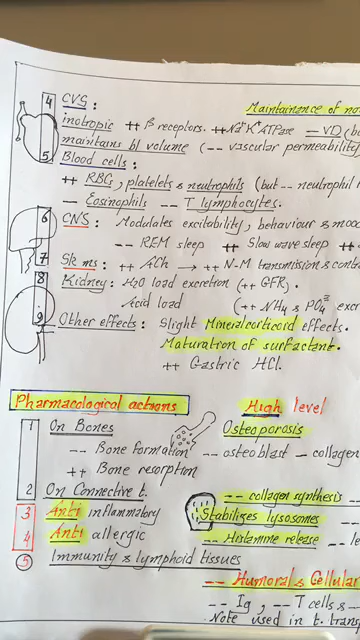 Maintainance of no
4 CVS:
inotropic ++ β receptors. ++ Na⁺K⁺ATPase = VD (b
maintains bl volume (-- vascular permeability
5 Blood cells:
++ RBC, platelets & neutrophils (but -- neutrophil
— Eosinophils -- T lymphocytes.
6 CNS: Modulates excitability, behaviour & moo
-- REM sleep ++ Slow wave sleep ++
7 Sk ms: ++ ACh → ++ N-M transmission & cont
8 Kidney: H2O load excretion (++ GFR).
Acid load (++ NH4 & PO4≡ excr
9 Other effects: Slight Mineralcorticoid effects.
Maturation of surfactant.
++ Gastric HCl.
Pharmacological actions High level
1 On Bones Osteoporosis
-- Bone formation -- osteoblast – collagen
++ Bone resorption
2 On Connective t. -- collagen synthesis –
3 Anti inflammatory Stabilizes lysosomes
4 Anti allergic -- Histamine release – le
5 Immunity & lymphoid tissues
-- Humoral & Cellular
-- Ig, -- T cells &
Note used in t. trans